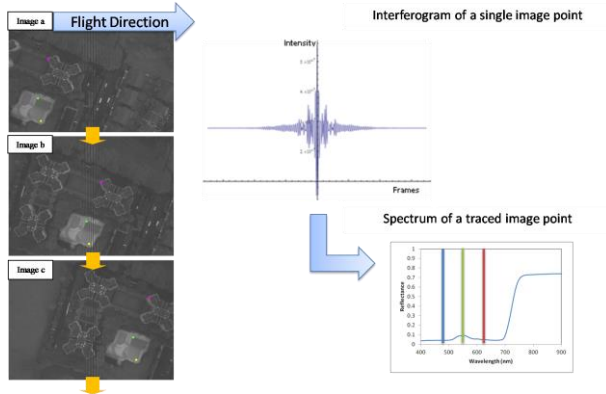 Image a
Flight Direction
Image b
Image c
Interferogram of a single image point
Intensity
Frames
Spectrum of a traced image point
1
0.9
0.8
0.7
0.6
0.5
0.4
0.3
0.2
0.1
0
Reflectance
400 500 600 700 800 900
Wavelength (nm)